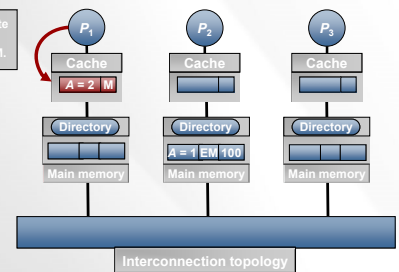 te
M.
P1
P2
P3
Cache
Cache
Cache
A = 2 M
Directory
Directory
Directory
A = 1 EM 100
Main memory
Main memory
Main memory
Interconnection topology